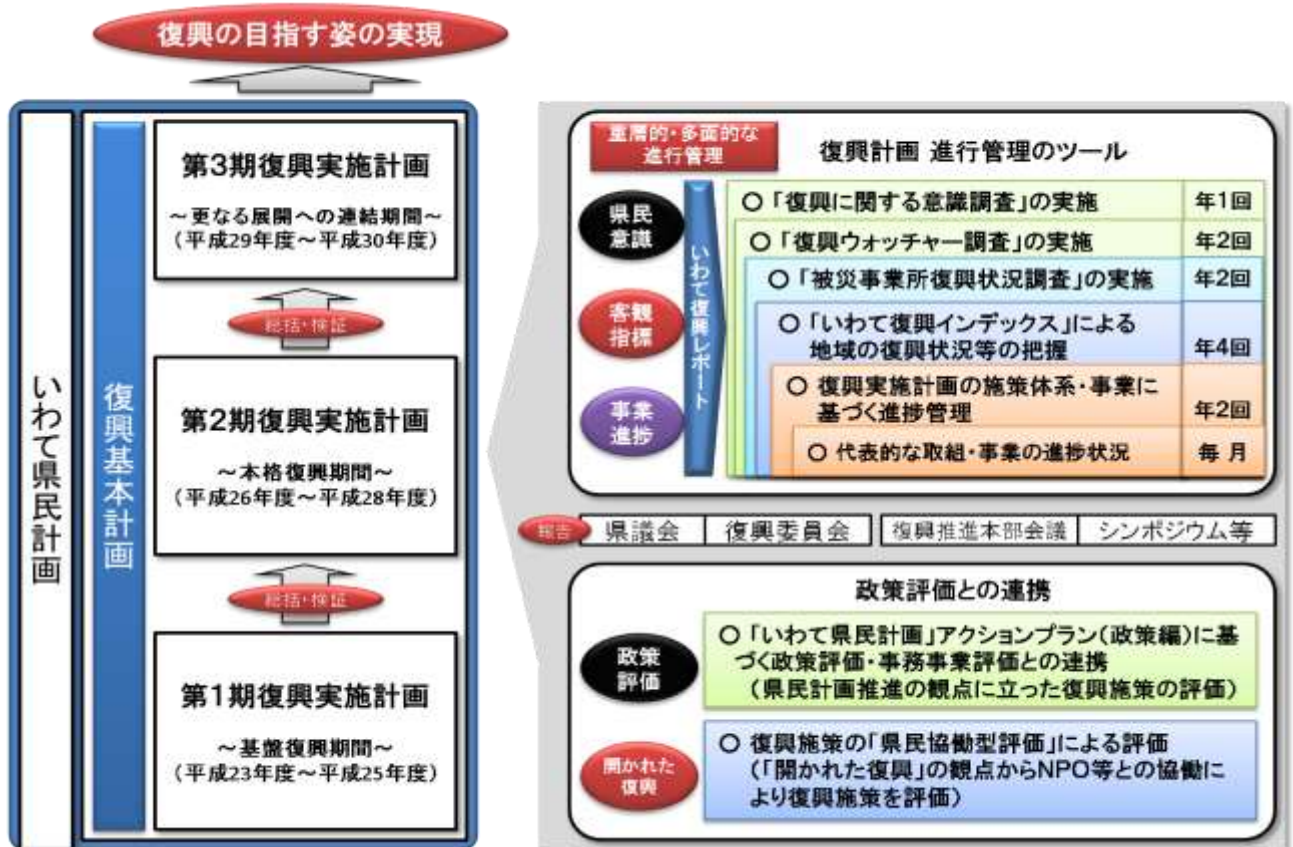 復興の目指す姿の実現
いわて県民計画
復興基本計画
第3期復興実施計画
～更なる展開への連結期間～
（平成29年度～平成30年度）
総括・検証
第2期復興実施計画
～本格復興期間～
（平成26年度～平成28年度）
総括・検証
第1期復興実施計画
～基盤復興期間～
（平成23年度～平成25年度）
重層的・多面的な
進行管理
復興計画 進行管理のツール
県民
意識
客観
指標
事業
進捗
いわて復興レポート
○「復興に関する意識調査」の実施 年1回
○「復興ウォッチャー調査」の実施 年2回
○「被災事業所復興状況調査」の実施 年2回
○「いわて復興インデックス」による
地域の復興状況等の把握 年4回
○ 復興実施計画の施策体系・事業に
基づく進捗管理 年2回
○ 代表的な取組・事業の進捗状況 毎 月
報告 県議会 復興委員会 復興推進本部会議 シンポジウム等
政策評価との連携
政策
評価
○「いわて県民計画」アクションプラン（政策編）に基
づく政策評価・事務事業評価との連携
（県民計画推進の観点に立った復興施策の評価）
開かれた
復興
○ 復興施策の「県民協働型評価」による評価
（「開かれた復興」の観点からNPO等との協働に
より復興施策を評価）